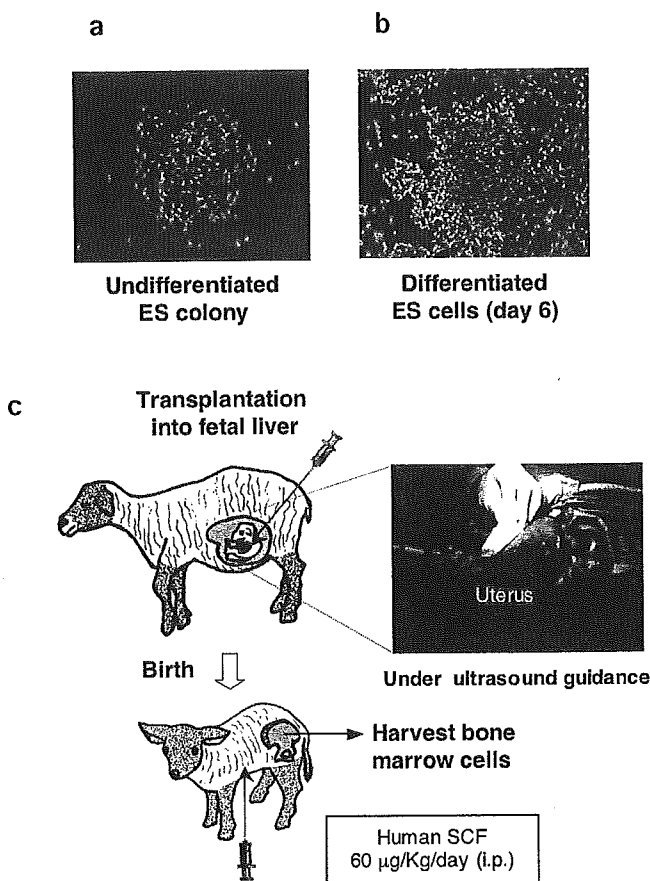 a
b
Undifferentiated
ES colony
Differentiated
ES cells (day 6)
c
Transplantation
into fetal liver
Uterus
Under ultrasound guidance
Birth
Harvest bone
marrow cells
Human SCF
60 µg/Kg/day (i.p.)